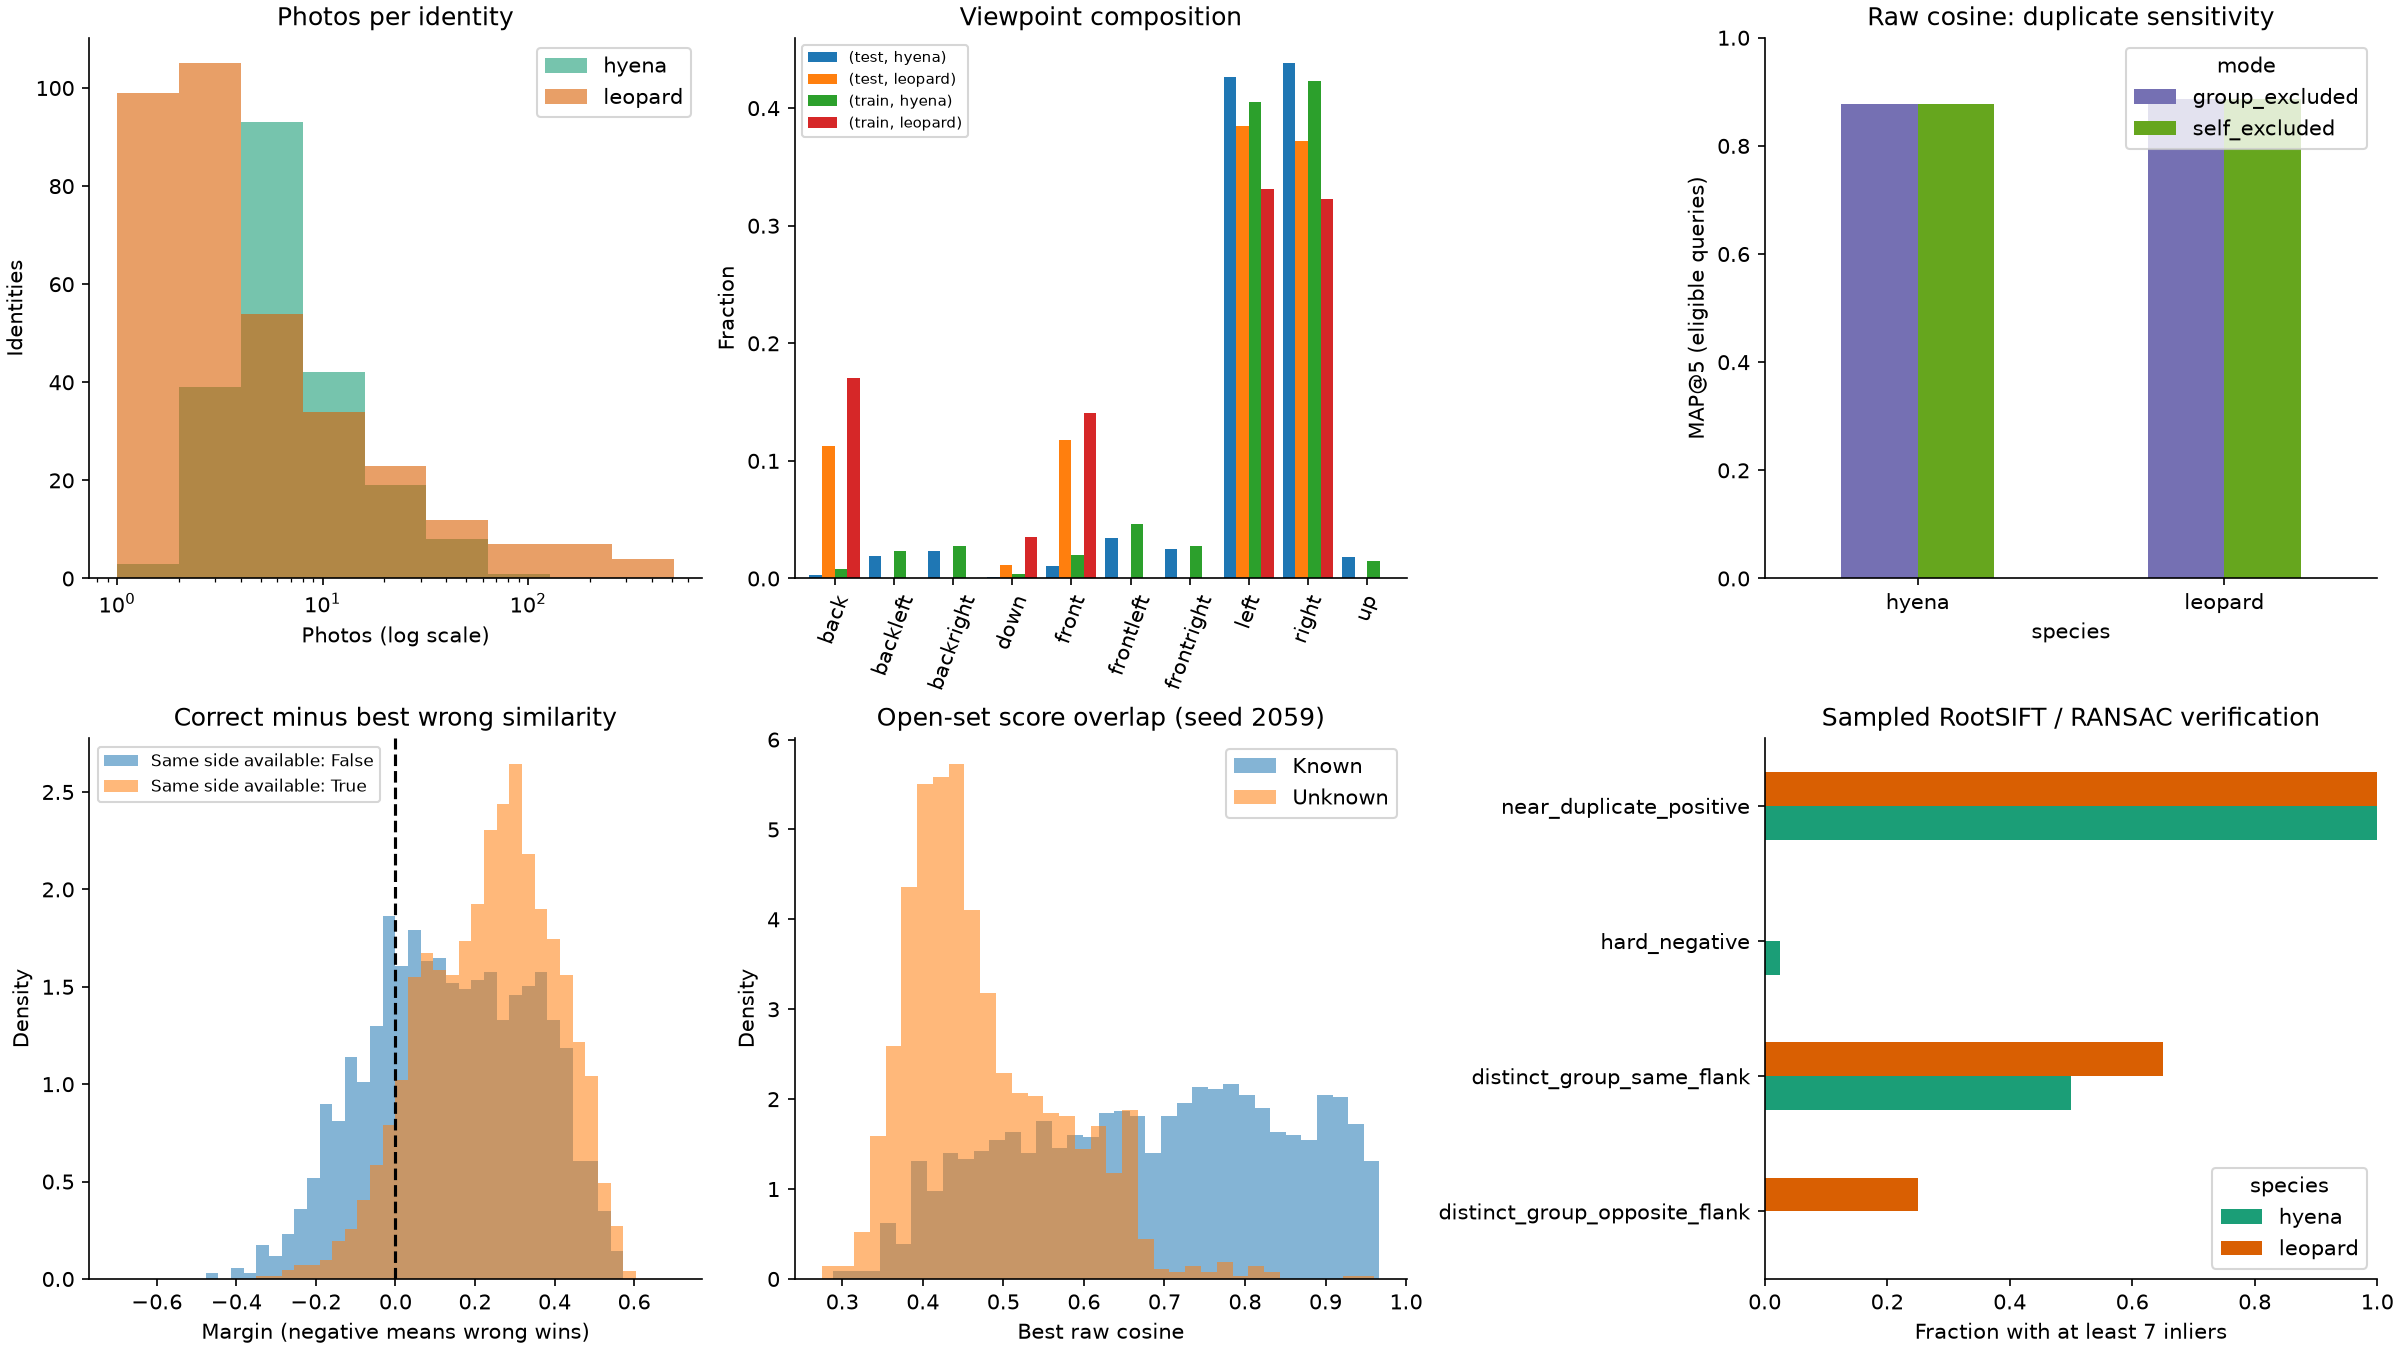 Photos per identity
hyena
leopard
100
80
60
40
20
0
Identities
10⁰
10¹
10²
Photos (log scale)
Viewpoint composition
(test, hyena)
(test, leopard)
(train, hyena)
(train, leopard)
0.4
0.3
0.2
0.1
0.0
Fraction
back
backleft
backright
down
front
frontleft
frontright
left
right
up
Raw cosine: duplicate sensitivity
mode
group_excluded
self_excluded
1.0
0.8
0.6
0.4
0.2
0.0
MAP@5 (eligible queries)
hyena
leopard
species
Correct minus best wrong similarity
Same side available: False
Same side available: True
2.5
2.0
1.5
1.0
0.5
0.0
Density
−0.6
−0.4
−0.2
0.0
0.2
0.4
0.6
Margin (negative means wrong wins)
Open-set score overlap (seed 2059)
Known
Unknown
6
5
4
3
2
1
0
Density
0.3
0.4
0.5
0.6
0.7
0.8
0.9
1.0
Best raw cosine
Sampled RootSIFT / RANSAC verification
near_duplicate_positive
hard_negative
distinct_group_same_flank
distinct_group_opposite_flank
species
hyena
leopard
0.0
0.2
0.4
0.6
0.8
1.0
Fraction with at least 7 inliers